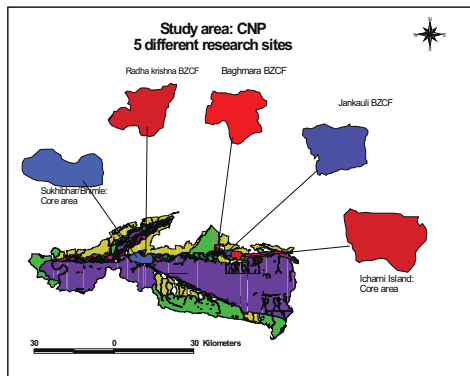 Study area: CNP
5 different research sites
N
W E
S
Radha krishna BZCF
Baghmara BZCF
Jankauli BZCF
Sukhibhar/Bhimle:
Core area
Icharni Island:
Core area
30 0 30 Kilometers